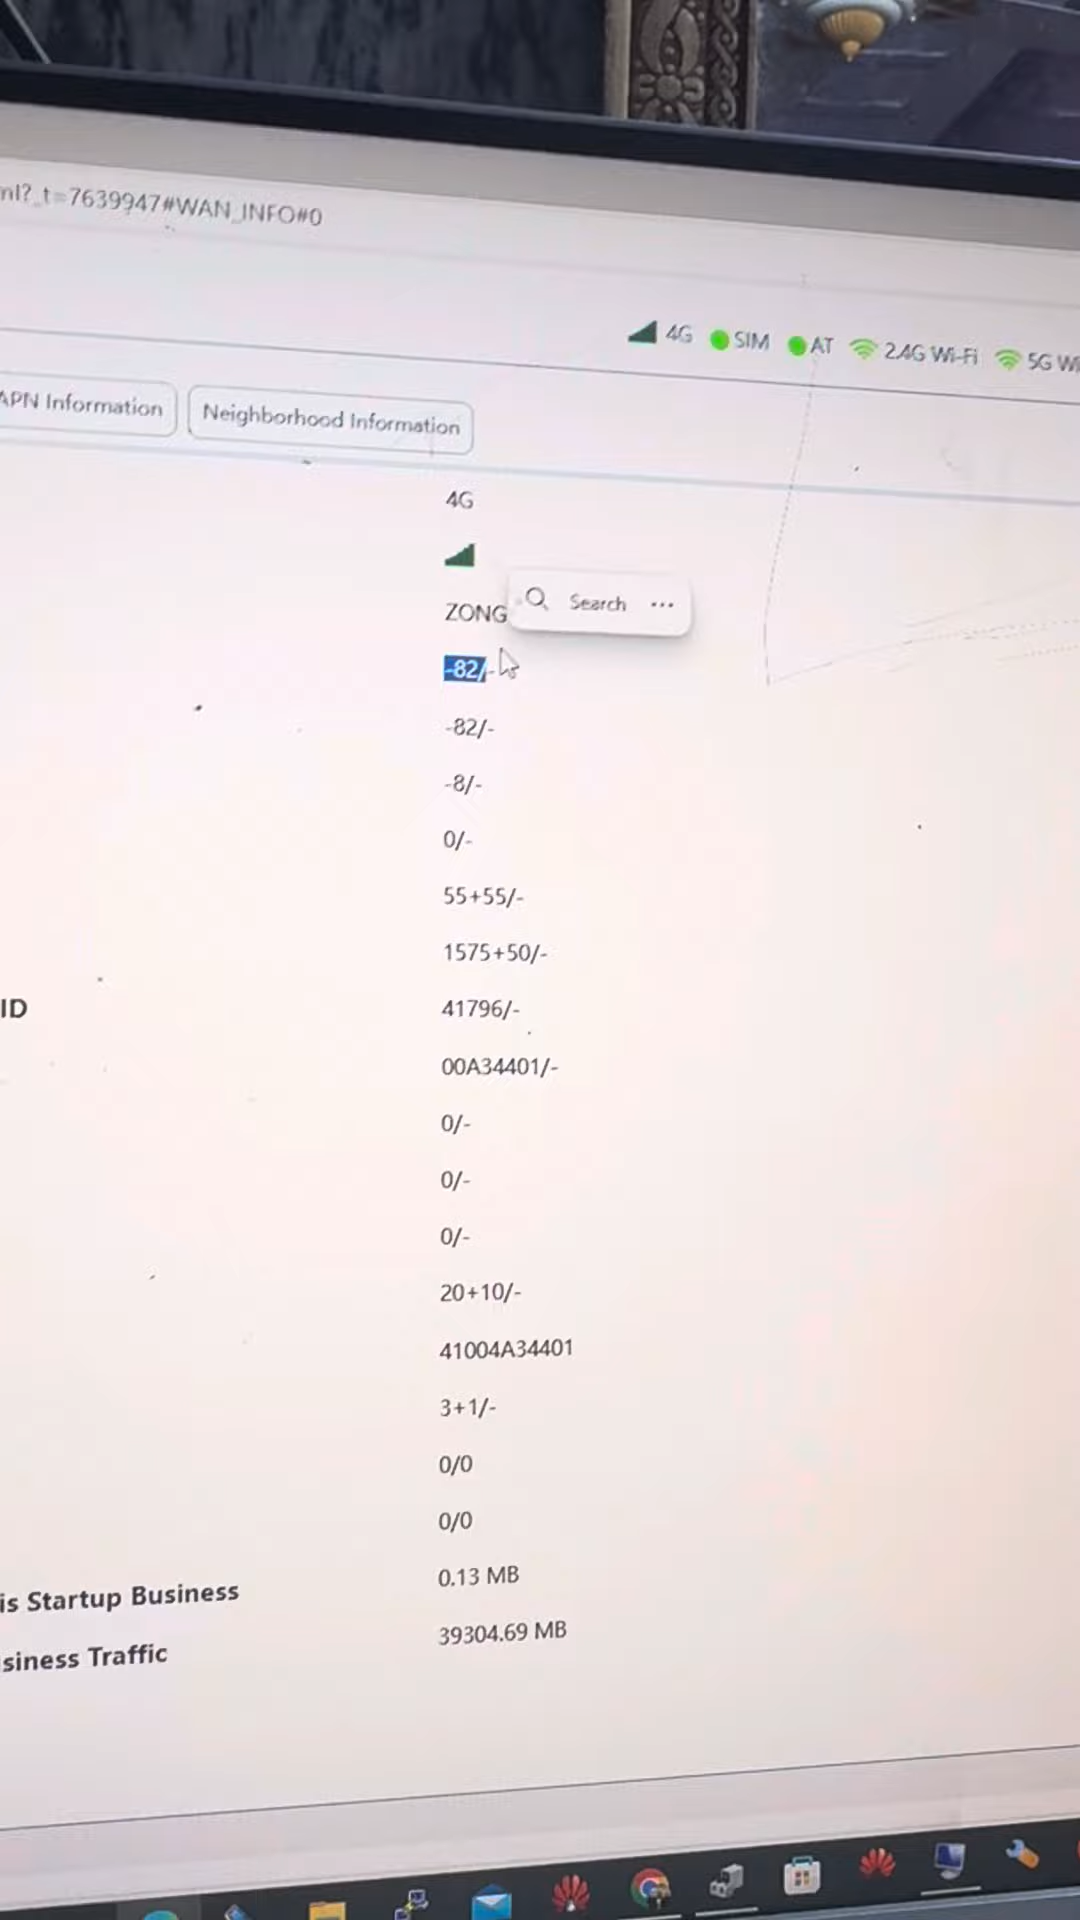 ml?_t=7639947#WAN_INFO#0
4G SIM AT 2.4G Wi-Fi 5G Wi
APN Information Neighborhood Information
4G
ZONG
Search ...
-82/-
-82/-
-8/-
0/-
55+55/-
1575+50/-
ID 41796/-
00A34401/-
0/-
0/-
0/-
20+10/-
41004A34401
3+1/-
0/0
0/0
is Startup Business 0.13 MB
siness Traffic 39304.69 MB